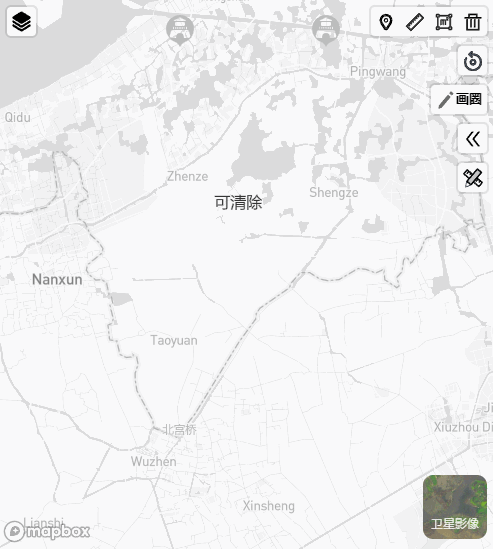 Pingwang
画圈
Qidu
Zhenze
Shengze
可清除
Nanxun
Taoyuan
北宫桥
Xiuzhou Di
Wuzhen
Xinsheng
Lianshi
卫星影像
mapbox